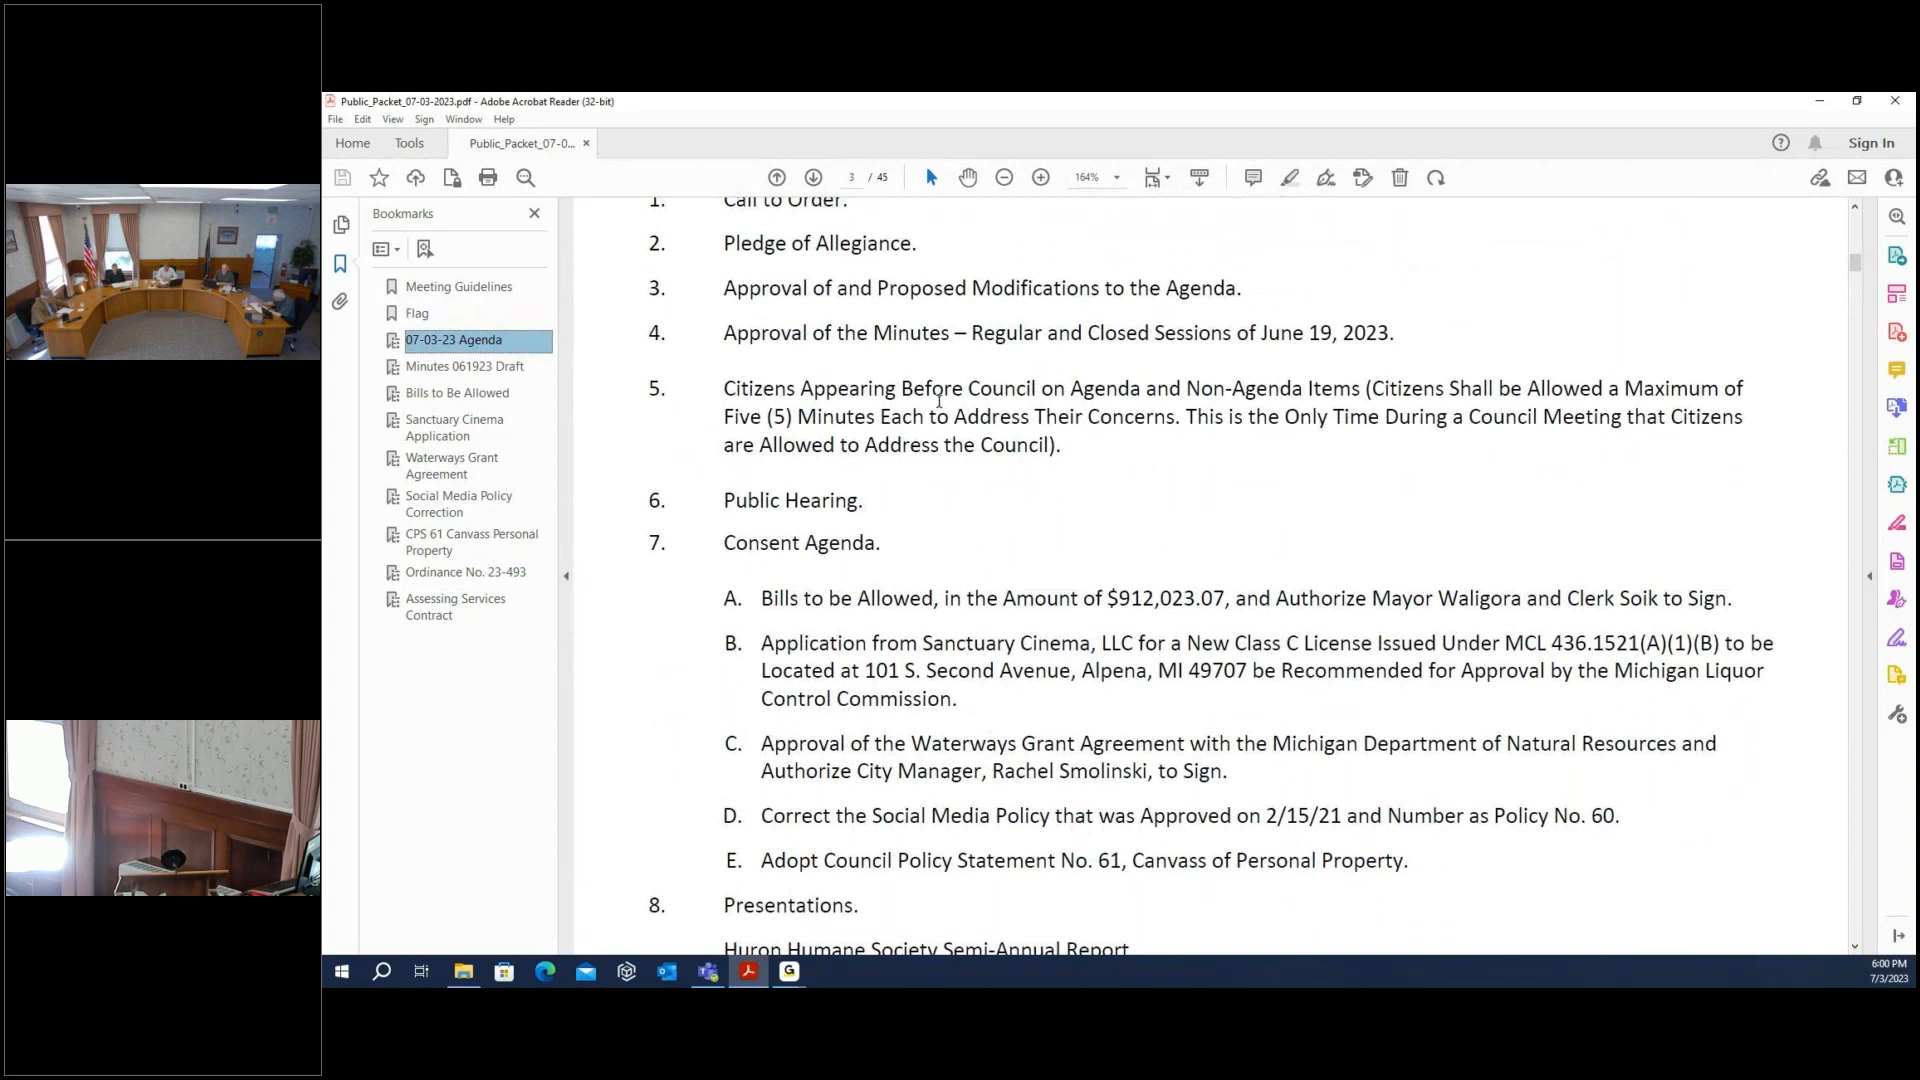 Public_Packet_07-03-2023.pdf - Adobe Acrobat Reader (32-bit)
File Edit View Sign Window Help
Home Tools Public_Packet_07-0... Sign In
3 / 45 164%
Bookmarks
Meeting Guidelines
Flag
07-03-23 Agenda
Minutes 061923 Draft
Bills to Be Allowed
Sanctuary Cinema
Application
Waterways Grant
Agreement
Social Media Policy
Correction
CPS 61 Canvass Personal
Property
Ordinance No. 23-493
Assessing Services
Contract
1. Call to Order.
2. Pledge of Allegiance.
3. Approval of and Proposed Modifications to the Agenda.
4. Approval of the Minutes – Regular and Closed Sessions of June 19, 2023.
5. Citizens Appearing Before Council on Agenda and Non-Agenda Items (Citizens Shall be Allowed a Maximum of
Five (5) Minutes Each to Address Their Concerns. This is the Only Time During a Council Meeting that Citizens
are Allowed to Address the Council).
6. Public Hearing.
7. Consent Agenda.
A. Bills to be Allowed, in the Amount of $912,023.07, and Authorize Mayor Waligora and Clerk Soik to Sign.
B. Application from Sanctuary Cinema, LLC for a New Class C License Issued Under MCL 436.1521(A)(1)(B) to be
Located at 101 S. Second Avenue, Alpena, MI 49707 be Recommended for Approval by the Michigan Liquor
Control Commission.
C. Approval of the Waterways Grant Agreement with the Michigan Department of Natural Resources and
Authorize City Manager, Rachel Smolinski, to Sign.
D. Correct the Social Media Policy that was Approved on 2/15/21 and Number as Policy No. 60.
E. Adopt Council Policy Statement No. 61, Canvass of Personal Property.
8. Presentations.
Huron Humane Society Semi-Annual Report
6:00 PM
7/3/2023